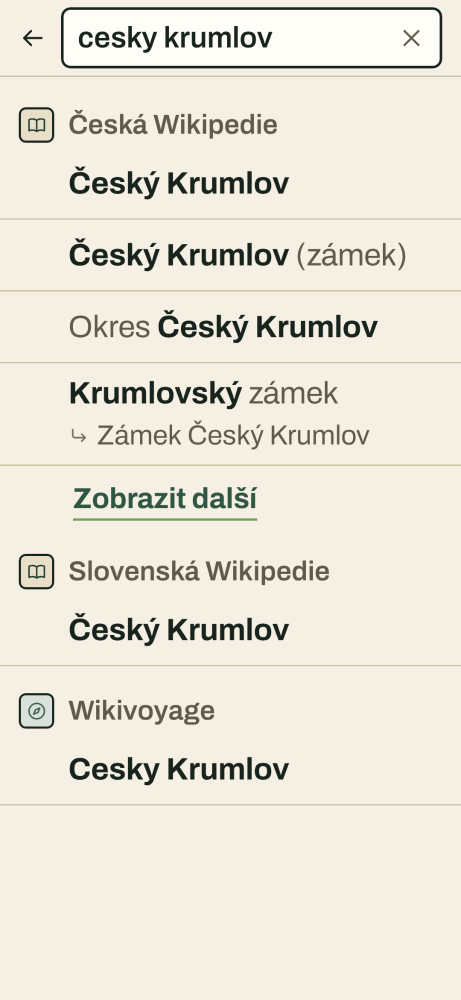 cesky krumlov
Česká Wikipedie
Český Krumlov
Český Krumlov (zámek)
Okres Český Krumlov
Krumlovský zámek
Zámek Český Krumlov
Zobrazit další
Slovenská Wikipedie
Český Krumlov
Wikivoyage
Cesky Krumlov